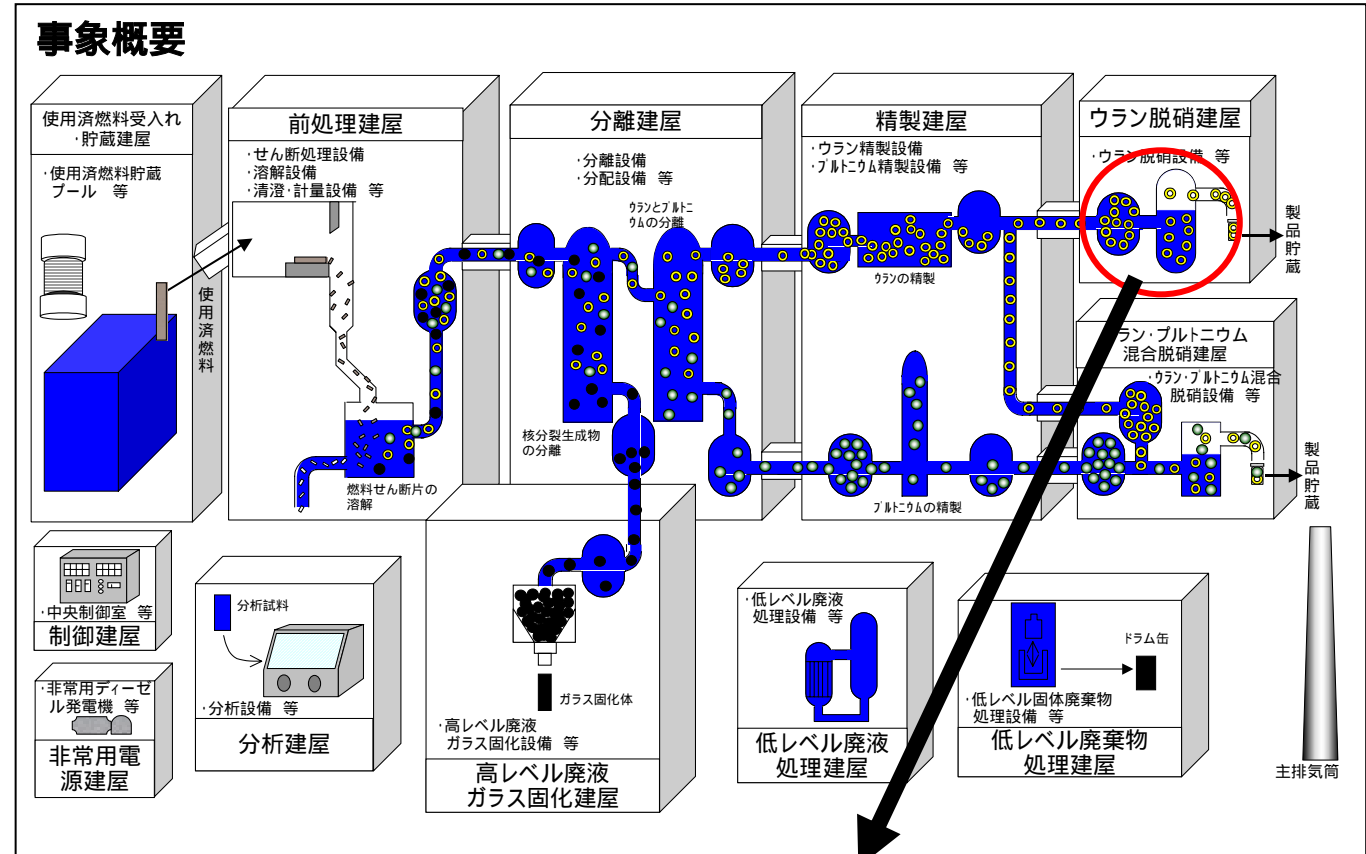 事象概要
使用済燃料受入れ
・貯蔵建屋
・使用済燃料貯蔵
プール 等
使用済燃料
前処理建屋
・せん断処理設備
・溶解設備
・清澄・計量設備 等
燃料せん断片の
溶解
分離建屋
・分離設備
・分配設備 等
ウランとプルトニ
ウムの分離
核分裂生成物
の分離
精製建屋
・ウラン精製設備
・プルトニウム精製設備 等
ウランの精製
プルトニウムの精製
ウラン脱硝建屋
・ウラン脱硝設備 等
製品貯蔵
ラン・プルトニウム
混合脱硝建屋
・ウラン・プルトニウム混合
脱硝設備 等
製品貯蔵
・中央制御室 等
制御建屋
・非常用ディーゼ
ル発電機 等
非常用電
源建屋
分析試料
・分析設備 等
分析建屋
ガラス固化体
・高レベル廃液
ガラス固化設備 等
高レベル廃液
ガラス固化建屋
・低レベル廃液
処理設備 等
低レベル廃液
処理建屋
ドラム缶
・低レベル固体廃棄物
処理設備 等
低レベル廃棄物
処理建屋
主排気筒